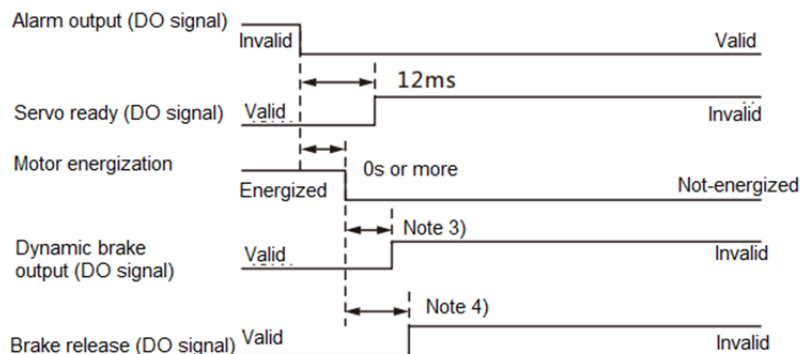 Alarm output (DO signal)
Invalid
Valid
12ms
Servo ready (DO signal)
Valid
Invalid
Motor energization
0s or more
Energized
Not-energized
Note 3)
Dynamic brake
output (DO signal)
Valid
Invalid
Note 4)
Brake release (DO signal)
Valid
Invalid